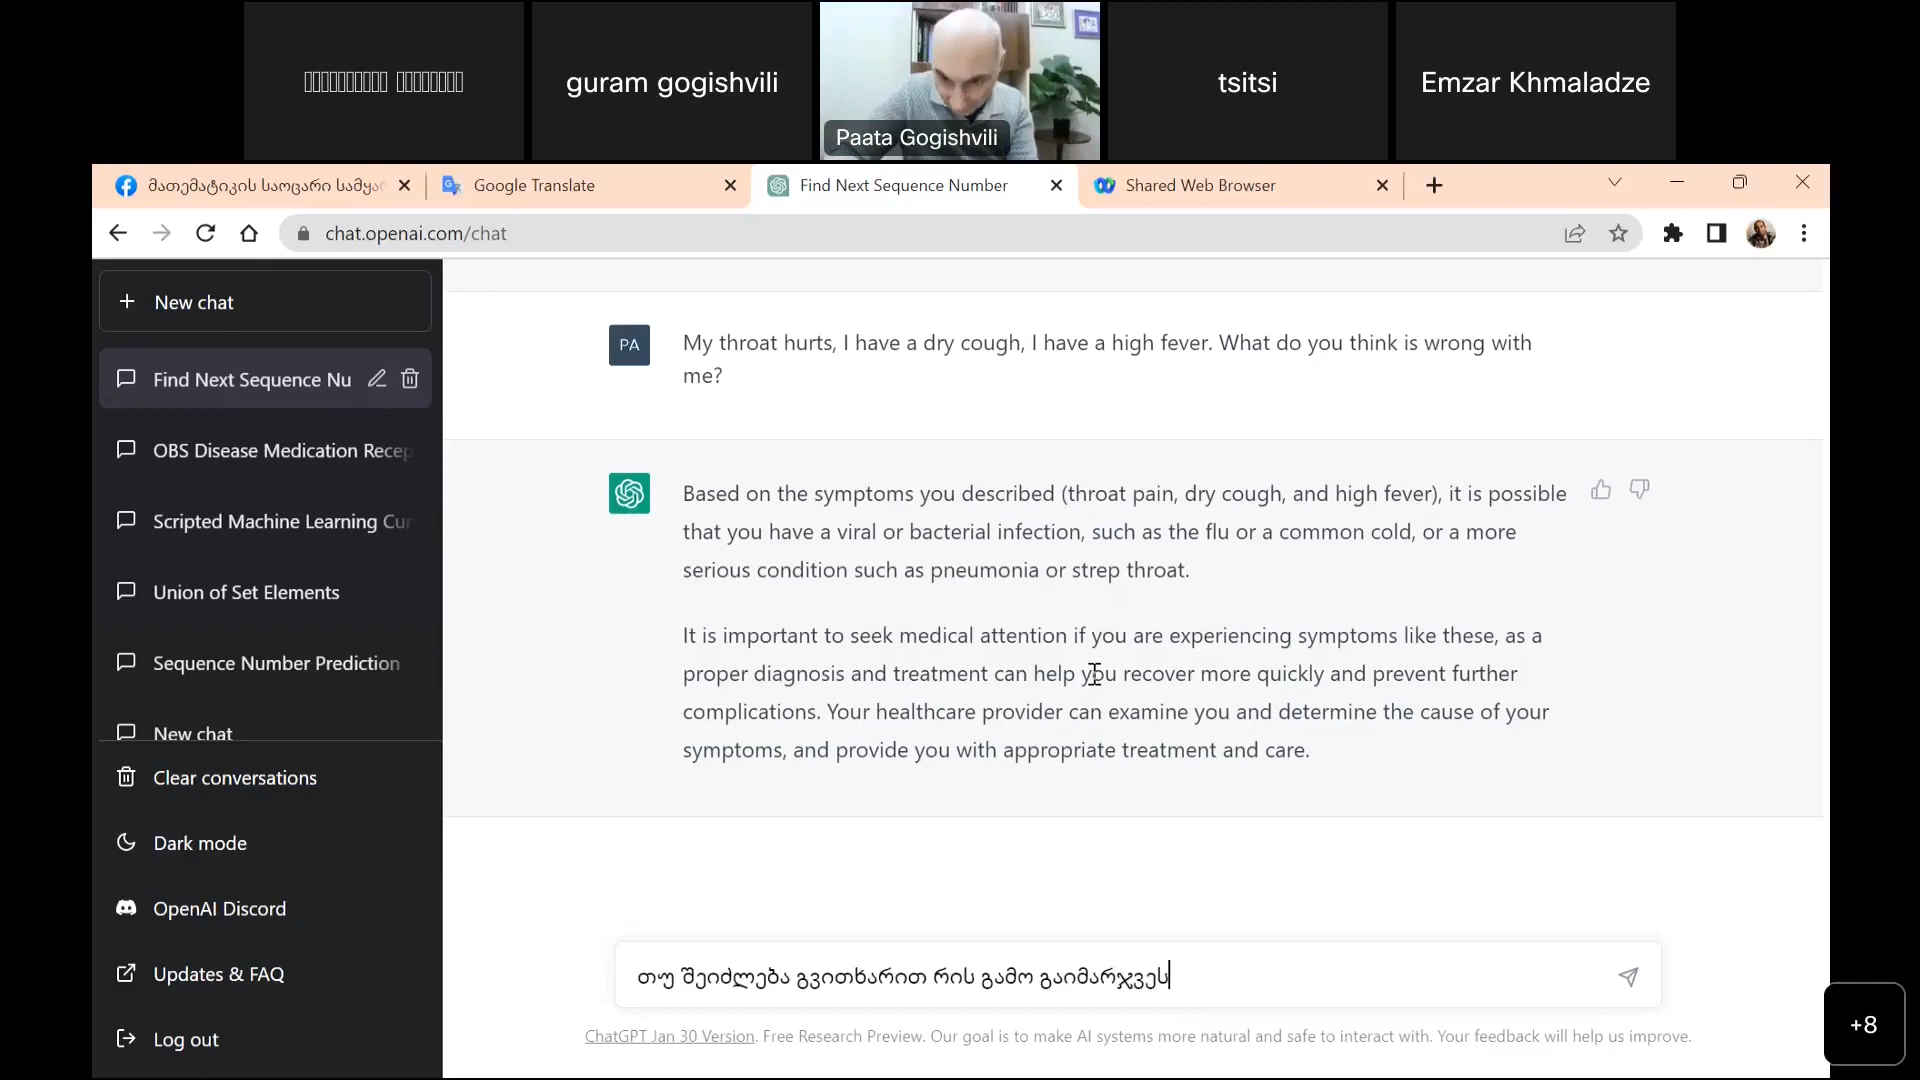 guram gogishvili
Paata Gogishvili
tsitsi
Emzar Khmaladze
მათემატიკის საოცარი სამყა
Google Translate
Find Next Sequence Number
Shared Web Browser
chat.openai.com/chat
New chat
Find Next Sequence Nu
OBS Disease Medication Recep
Scripted Machine Learning Cur
Union of Set Elements
Sequence Number Prediction
New chat
Clear conversations
Dark mode
OpenAI Discord
Updates & FAQ
Log out
PA
My throat hurts, I have a dry cough, I have a high fever. What do you think is wrong with
me?
Based on the symptoms you described (throat pain, dry cough, and high fever), it is possible
that you have a viral or bacterial infection, such as the flu or a common cold, or a more
serious condition such as pneumonia or strep throat.
It is important to seek medical attention if you are experiencing symptoms like these, as a
proper diagnosis and treatment can help you recover more quickly and prevent further
complications. Your healthcare provider can examine you and determine the cause of your
symptoms, and provide you with appropriate treatment and care.
თუ შეიძლება გვითხარით რის გამო გაიმარჯვეს
ChatGPT Jan 30 Version. Free Research Preview. Our goal is to make AI systems more natural and safe to interact with. Your feedback will help us improve.
+8